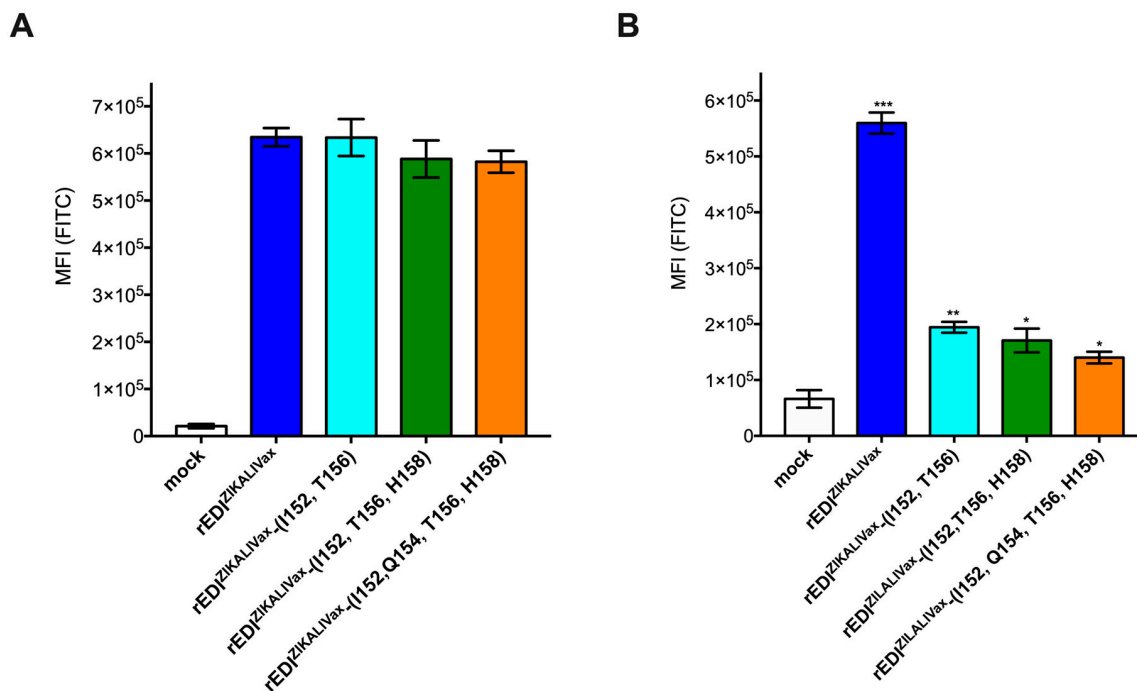 A
B
MFI (FITC)
7×10⁵
6×10⁵
5×10⁵
4×10⁵
3×10⁵
2×10⁵
1×10⁵
0
mock
rEDI^ZIKALIVax
rEDI^ZIKALIVax-(I152, T156)
rEDI^ZIKALIVax-(I152, T156, H158)
rEDI^ZIKALIVax-(I152,Q154, T156, H158)
MFI (FITC)
6×10⁵
5×10⁵
4×10⁵
3×10⁵
2×10⁵
1×10⁵
0
***
**
*
*
mock
rEDI^ZIKALIVax
rEDI^ZIKALIVax-(I152, T156)
rEDI^ZILALIVax-(I152,T156, H158)
rEDI^ZILALIVax-(I152, Q154, T156, H158)